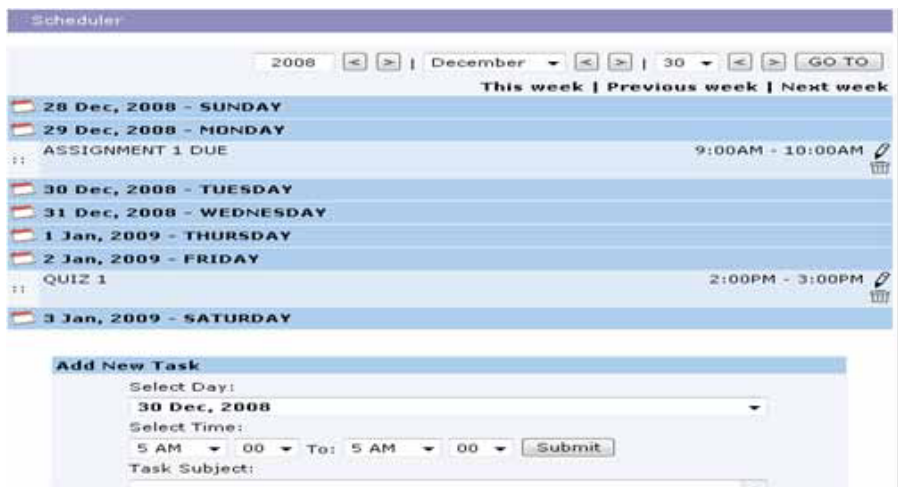 Scheduler
2008 < > | December < > | 30 < > GO TO
This week | Previous week | Next week
28 Dec, 2008 - SUNDAY
29 Dec, 2008 - MONDAY
ASSIGNMENT 1 DUE 9:00AM - 10:00AM
30 Dec, 2008 - TUESDAY
31 Dec, 2008 - WEDNESDAY
1 Jan, 2009 - THURSDAY
2 Jan, 2009 - FRIDAY
QUIZ 1 2:00PM - 3:00PM
3 Jan, 2009 - SATURDAY
Add New Task
Select Day:
30 Dec, 2008
Select Time:
5 AM 00 To: 5 AM 00 Submit
Task Subject: